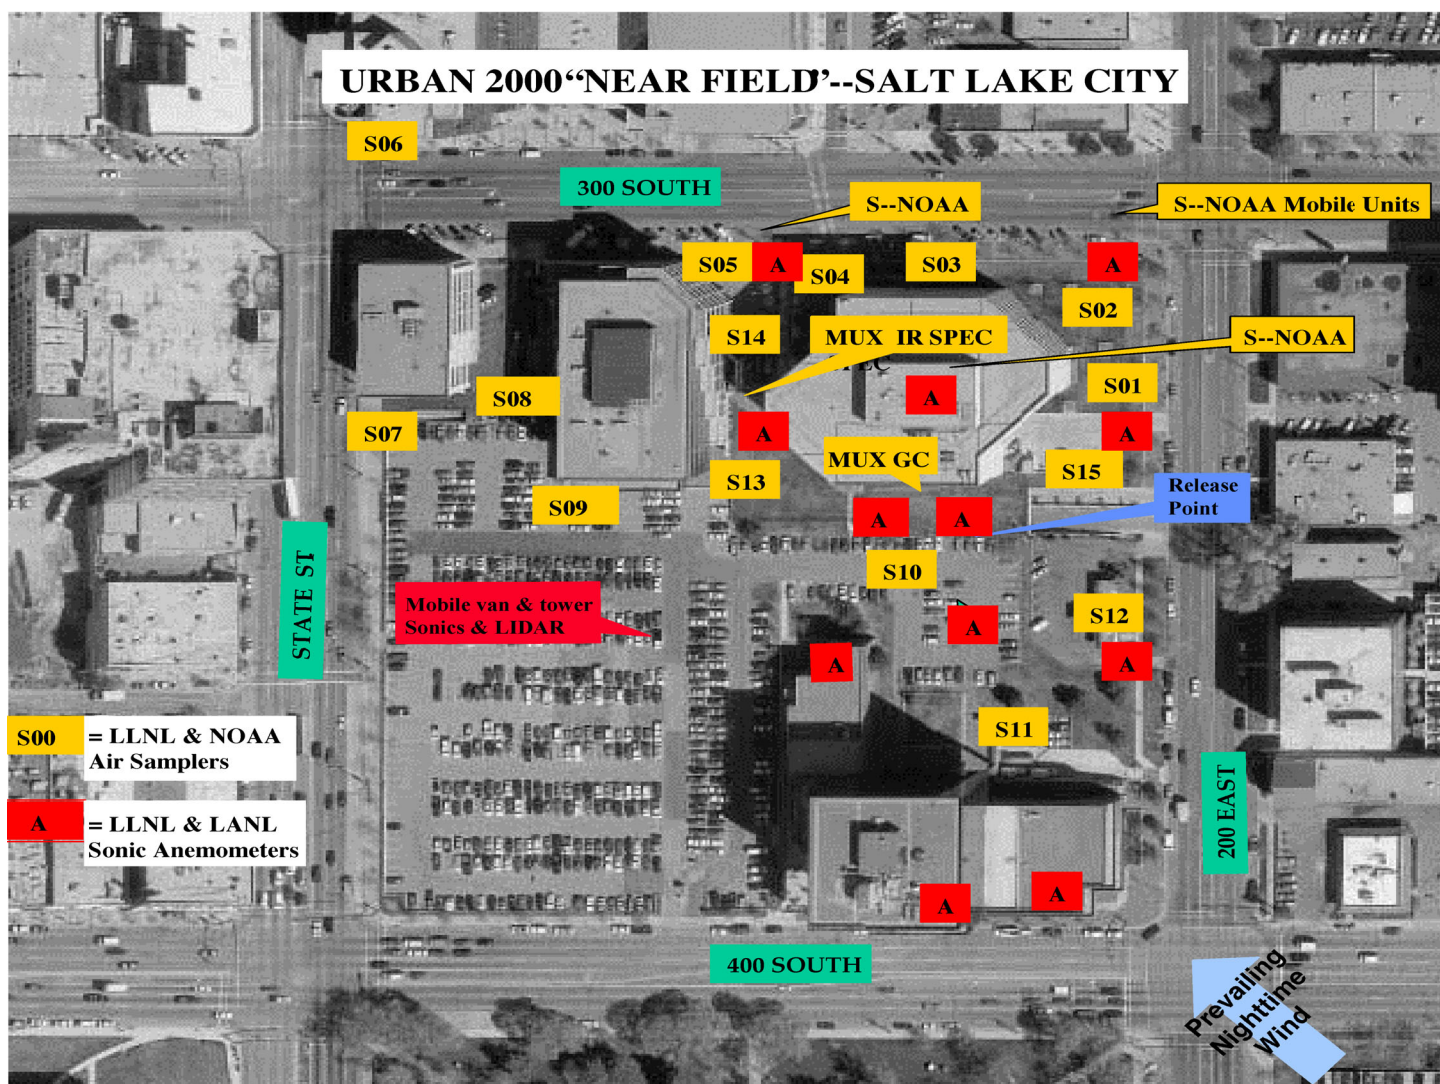 URBAN 2000“NEAR FIELD”--SALT LAKE CITY
S06
300 SOUTH
S--NOAA
S--NOAA Mobile Units
S05
A
S04
S03
A
S02
S14
MUX IR SPEC
S--NOAA
S01
A
S08
S07
A
A
S13
MUX GC
S15
S09
Release
Point
A
A
S10
STATE ST
Mobile van & tower
Sonics & LIDAR
A
S12
A
A
S11
S00
= LLNL & NOAA
Air Samplers
A
= LLNL & LANL
Sonic Anemometers
200 EAST
A
A
400 SOUTH
Prevailing
Nighttime
Wind